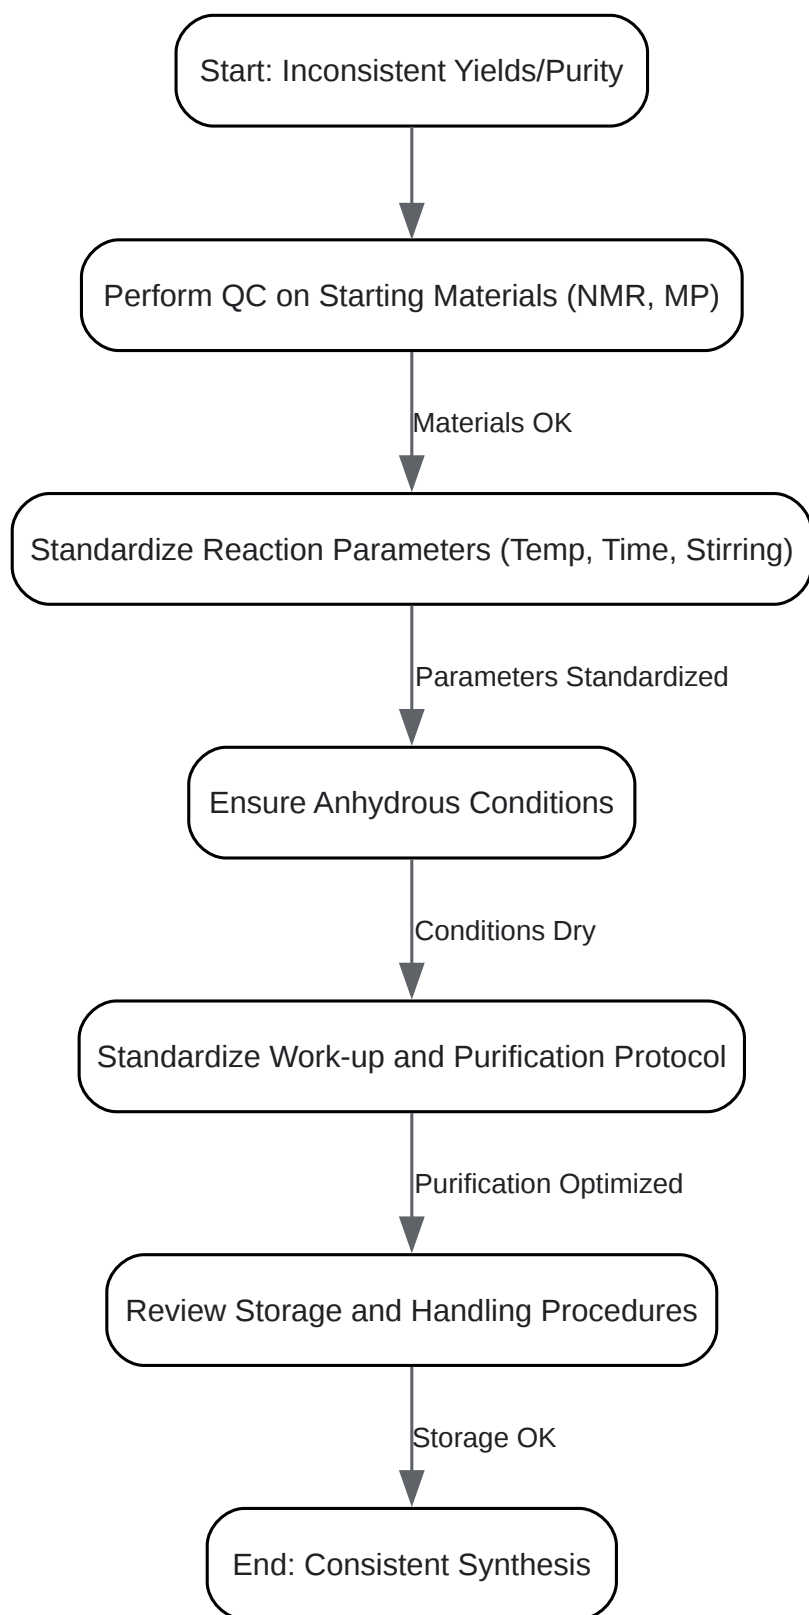 Start: Inconsistent Yields/Purity
Perform QC on Starting Materials (NMR, MP)
Materials OK
Standardize Reaction Parameters (Temp, Time, Stirring)
Parameters Standardized
Ensure Anhydrous Conditions
Conditions Dry
Standardize Work-up and Purification Protocol
Purification Optimized
Review Storage and Handling Procedures
Storage OK
End: Consistent Synthesis